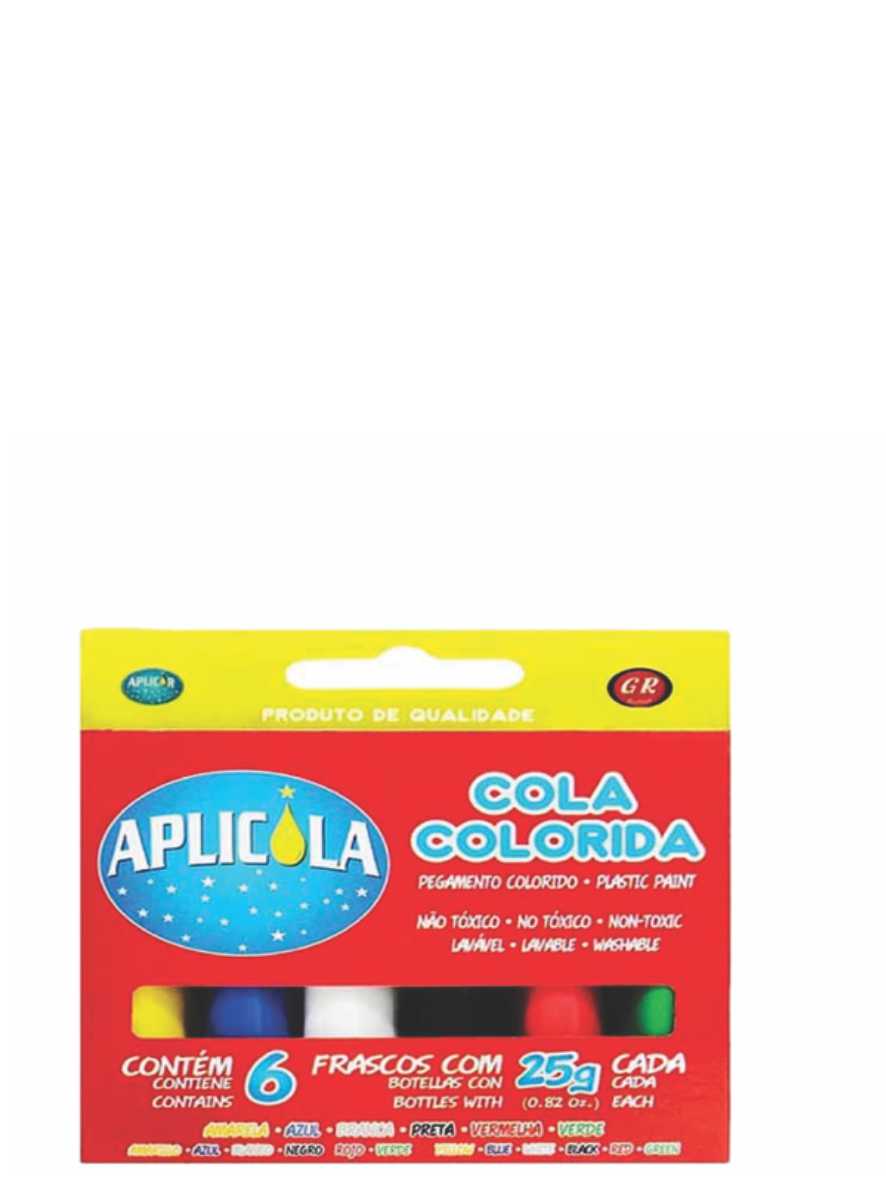 APLICOR
GR
PRODUTO DE QUALIDADE
APLICOLA
COLA
COLORIDA
PEGAMENTO COLORIDO • PLASTIC PAINT
NÃO TÓXICO • NO TÓXICO • NON-TOXIC
LAVÁVEL • LAVABLE • WASHABLE
CONTÉM 6 FRASCOS COM 25g CADA
CONTIENE BOTELLAS CON CADA
CONTAINS BOTTLES WITH (0.82 Oz.) EACH
AMARELA • AZUL • BRANCA • PRETA • VERMELHA • VERDE
AMARILLO • AZUL • BLANCO • NEGRO ROJO • VERDE YELLOW • BLUE • WHITE • BLACK • RED • GREEN